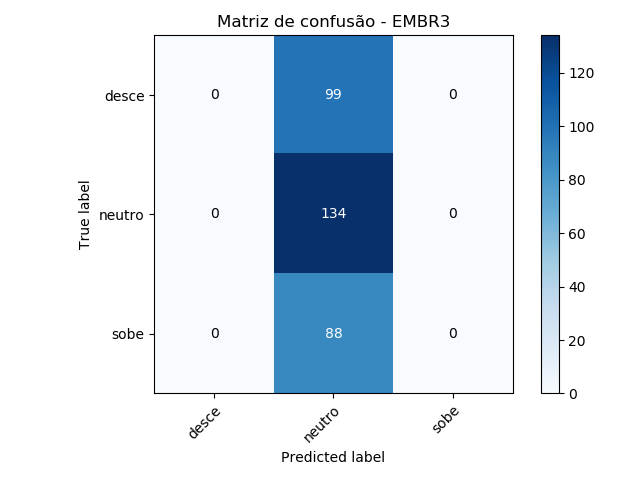 Matriz de confusão - EMBR3
desce 0 99 0
neutro 0 134 0
sobe 0 88 0
True label
desce neutro sobe
Predicted label
120
100
80
60
40
20
0